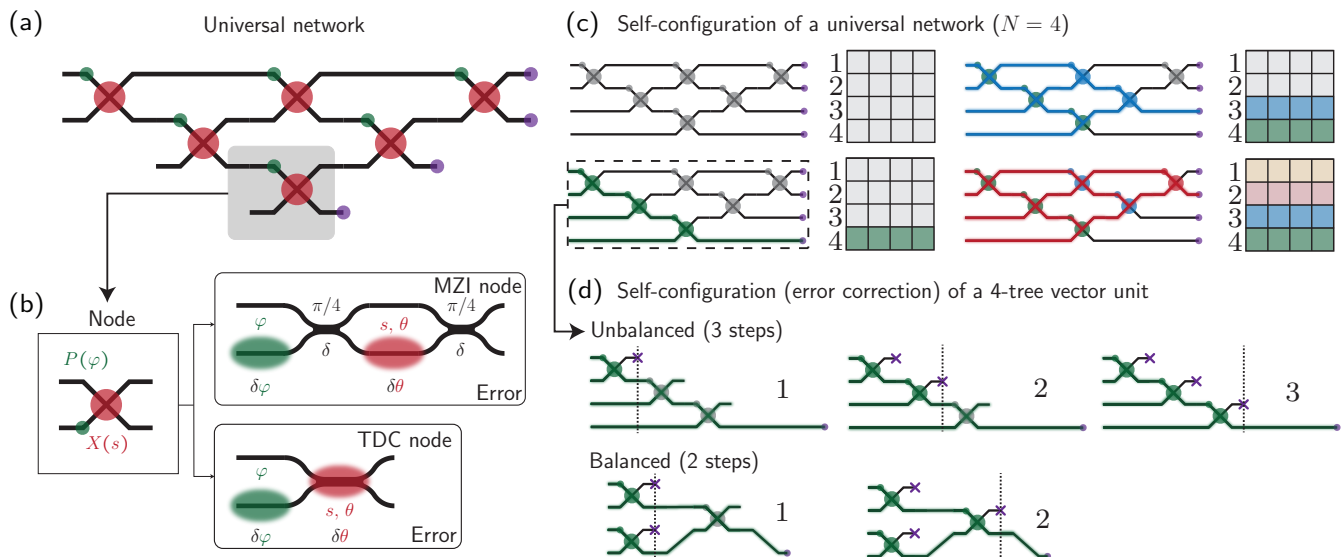 (a)
Universal network
(b)
Node
P(φ)
X(s)
MZI node
φ
π/4
s, θ
π/4
δ
δ
δφ
δθ
Error
TDC node
φ
s, θ
δφ
δθ
Error
(c) Self-configuration of a universal network (N = 4)
1
2
3
4
1
2
3
4
1
2
3
4
1
2
3
4
(d) Self-configuration (error correction) of a 4-tree vector unit
Unbalanced (3 steps)
1
2
3
Balanced (2 steps)
1
2